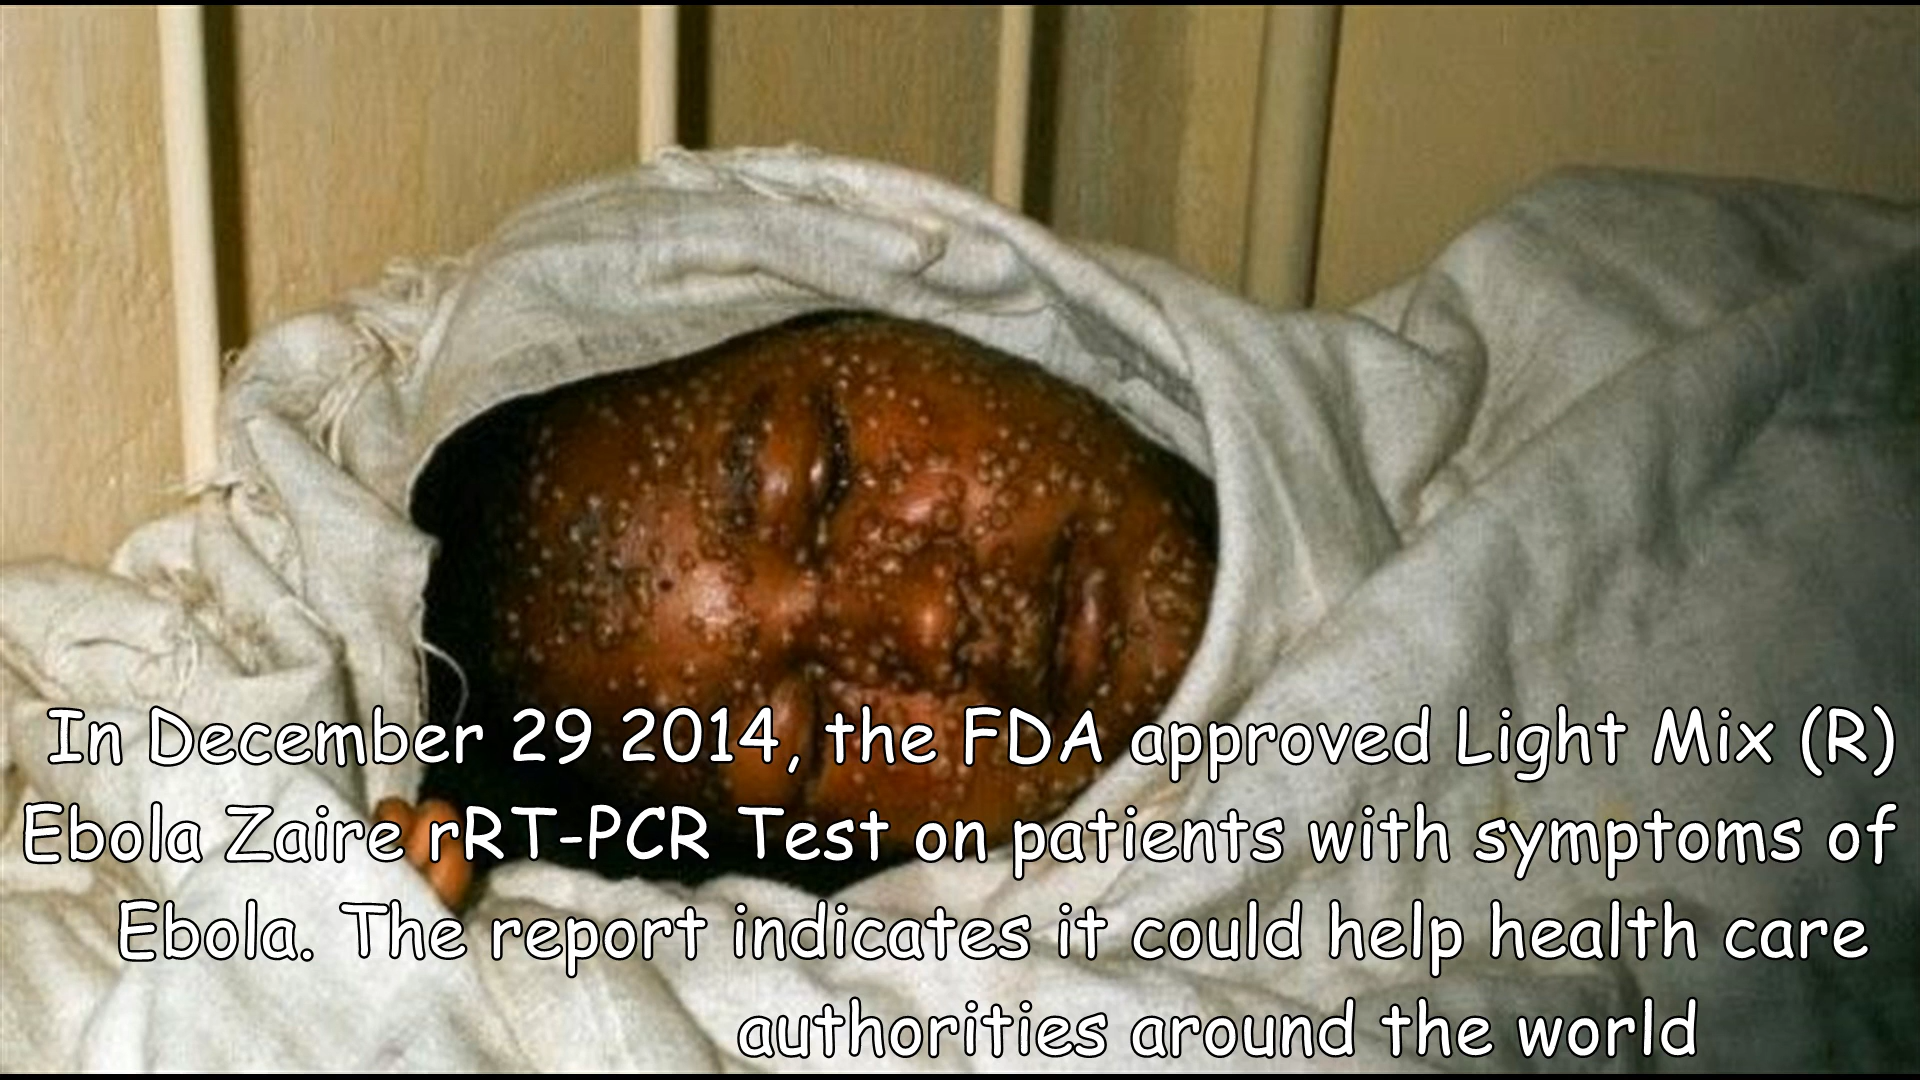 In December 29 2014, the FDA approved Light Mix (R)
Ebola Zaire rRT-PCR Test on patients with symptoms of
Ebola. The report indicates it could help health care
authorities around the world